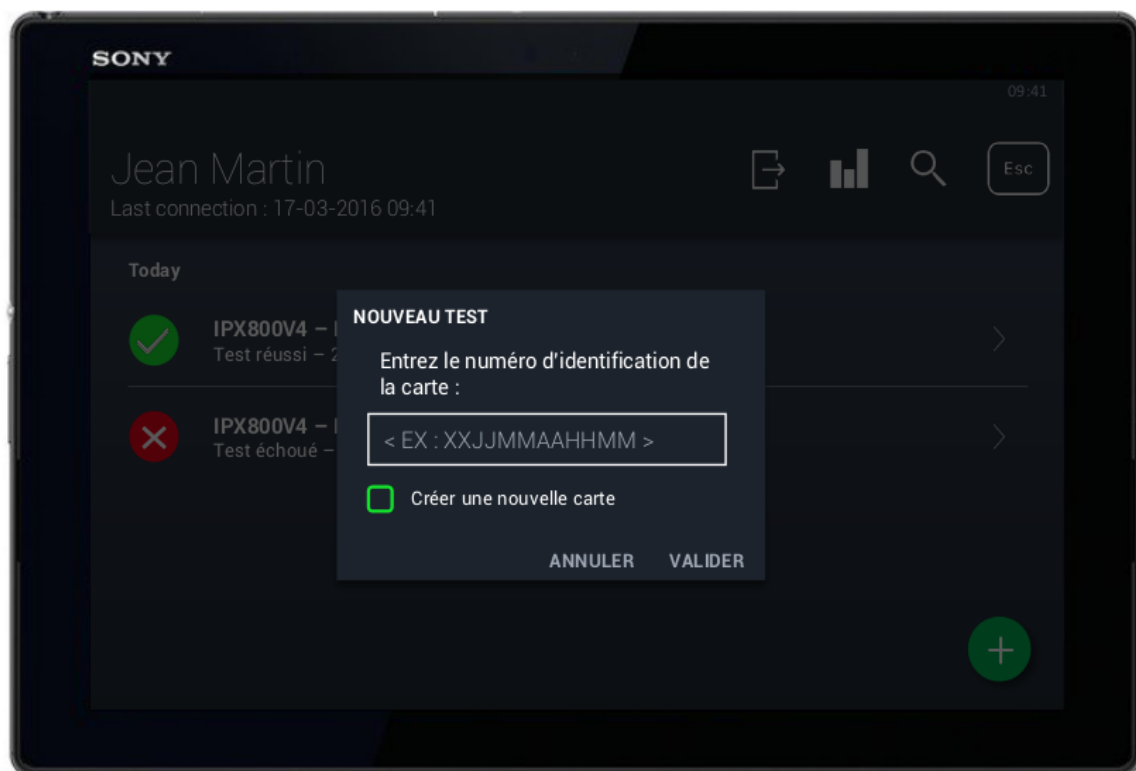 SONY
09:41
Jean Martin
Last connection : 17-03-2016 09:41
Esc
Today
IPX800V4 –
Test réussi –
NOUVEAU TEST
Entrez le numéro d'identification de
la carte :
< EX : XXJJMMAAHHMM >
IPX800V4 –
Test échoué –
Créer une nouvelle carte
ANNULER VALIDER